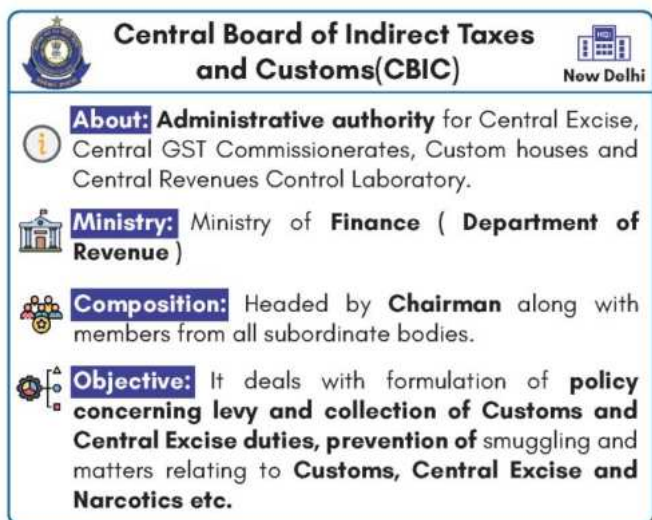 Central Board of Indirect Taxes
and Customs(CBIC)
HQ:
New Delhi
About: Administrative authority for Central Excise,
Central GST Commissionerates, Custom houses and
Central Revenues Control Laboratory.
Ministry: Ministry of Finance ( Department of
Revenue )
Composition: Headed by Chairman along with
members from all subordinate bodies.
Objective: It deals with formulation of policy
concerning levy and collection of Customs and
Central Excise duties, prevention of smuggling and
matters relating to Customs, Central Excise and
Narcotics etc.